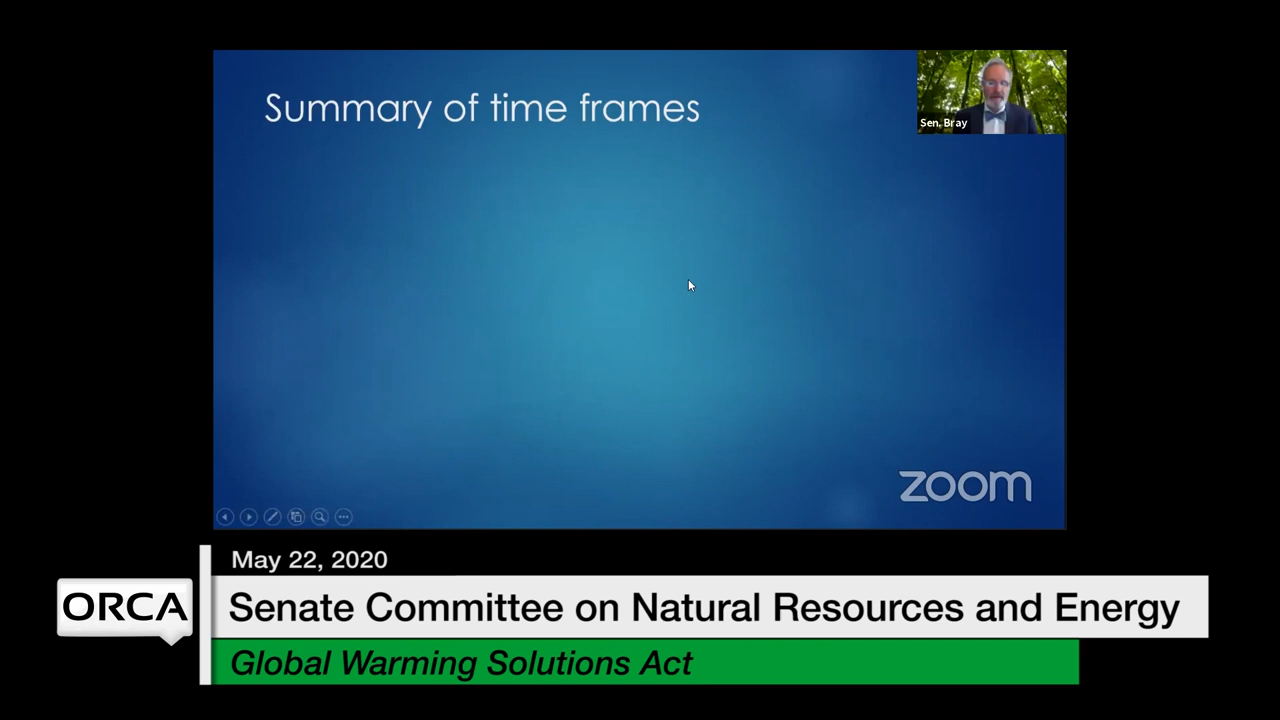 Summary of time frames
Sen. Bray
zoom
May 22, 2020
ORCA
Senate Committee on Natural Resources and Energy
Global Warming Solutions Act